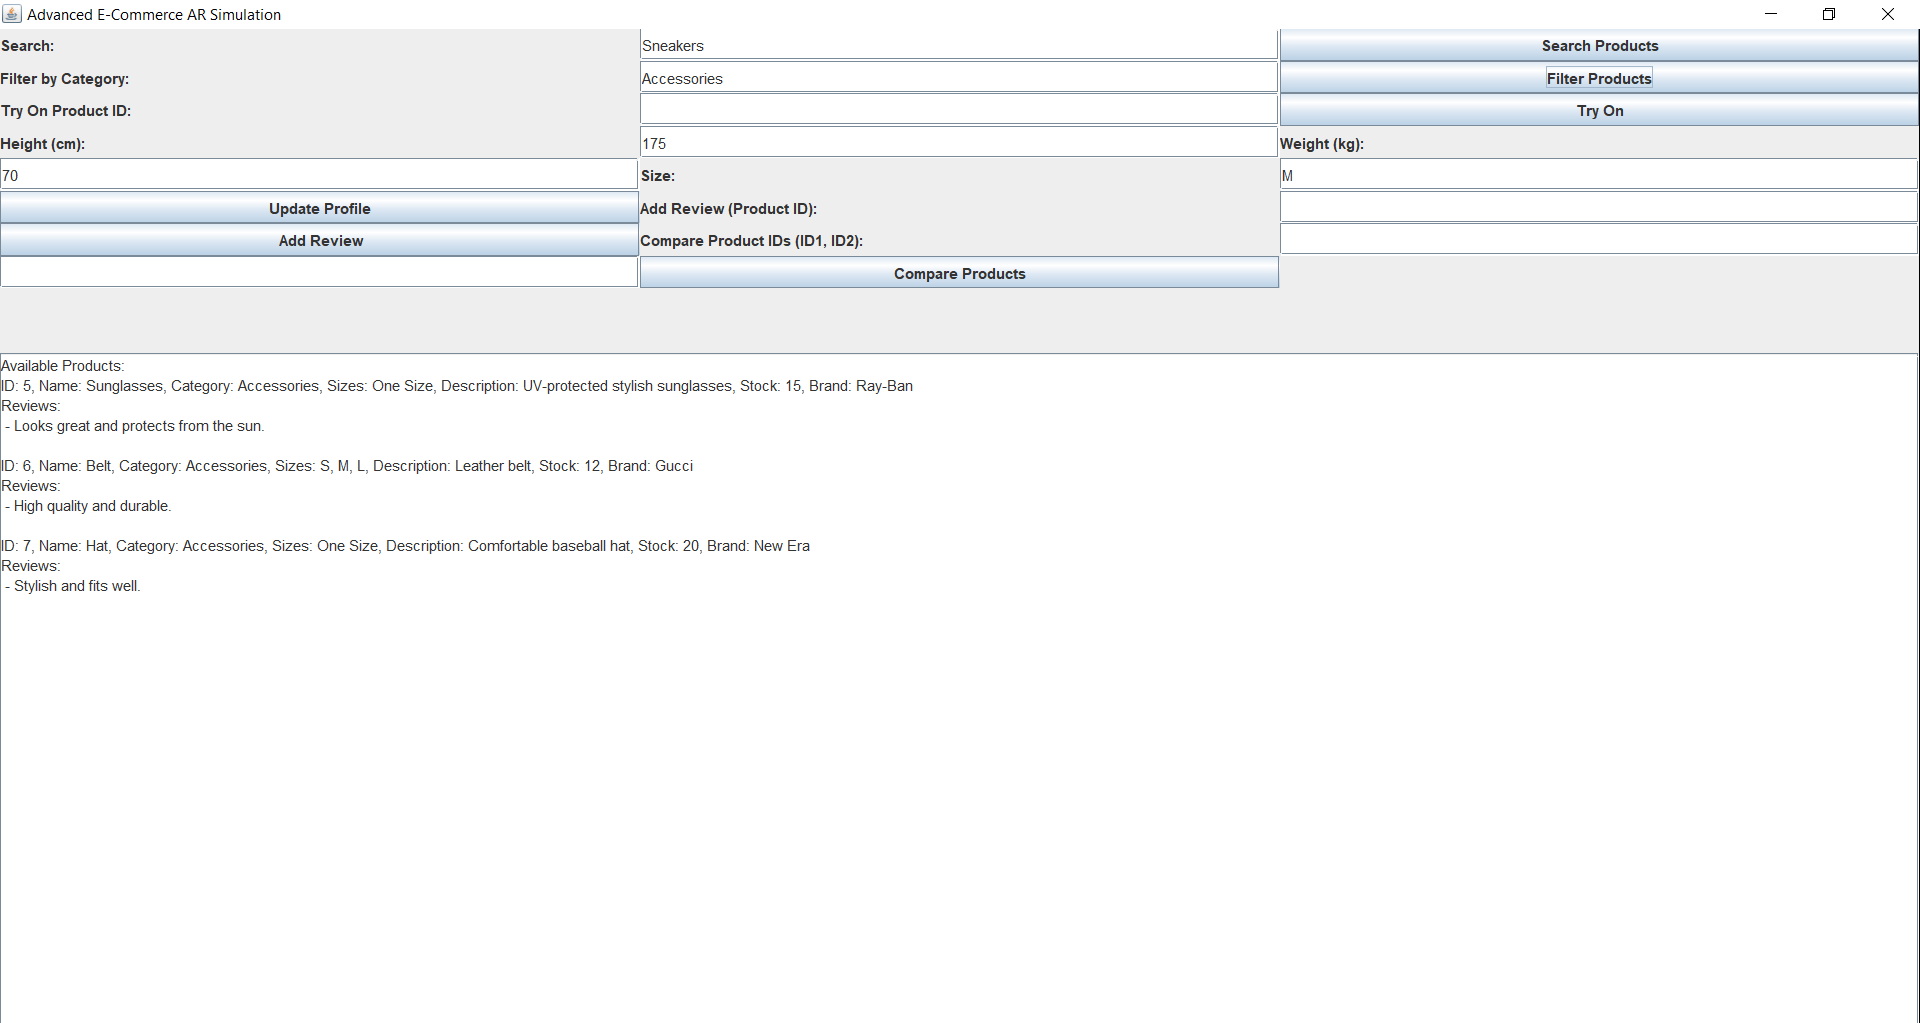 Advanced E-Commerce AR Simulation
Search: Sneakers Search Products
Filter by Category: Accessories Filter Products
Try On Product ID: Try On
Height (cm): 175 Weight (kg):
70 Size: M
Update Profile Add Review (Product ID):
Add Review Compare Product IDs (ID1, ID2):
Compare Products
Available Products:
ID: 5, Name: Sunglasses, Category: Accessories, Sizes: One Size, Description: UV-protected stylish sunglasses, Stock: 15, Brand: Ray-Ban
Reviews:
- Looks great and protects from the sun.
ID: 6, Name: Belt, Category: Accessories, Sizes: S, M, L, Description: Leather belt, Stock: 12, Brand: Gucci
Reviews:
- High quality and durable.
ID: 7, Name: Hat, Category: Accessories, Sizes: One Size, Description: Comfortable baseball hat, Stock: 20, Brand: New Era
Reviews:
- Stylish and fits well.